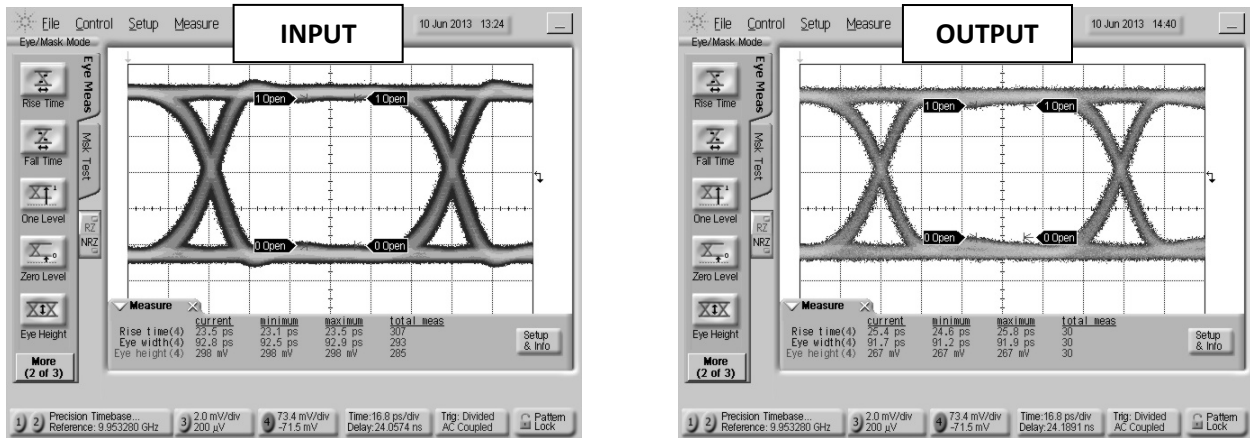 File Control Setup Measure
INPUT
10 Jun 2013 13:24
Eye/Mask Mode
Eye Meas
Msk Test
RZ
NRZ
Rise Time
Fall Time
One Level
Zero Level
Eye Height
More
(2 of 3)
1 Open
1 Open
0 Open
0 Open
Measure
current minimum maximum total meas
Rise time(4) 23.5 ps 23.1 ps 23.5 ps 307
Eye width(4) 92.8 ps 92.5 ps 92.9 ps 293
Eye height(4) 298 mV 298 mV 298 mV 285
Setup
& Info
1 2 Precision Timebase...
Reference: 9.953280 GHz
3 2.0 mV/div
200 µV
4 73.4 mV/div
-71.5 mV
Time:16.8 ps/div
Delay:24.0574 ns
Trig: Divided
AC Coupled
Pattern
Lock
File Control Setup Measure
OUTPUT
10 Jun 2013 14:40
Eye/Mask Mode
Eye Meas
Msk Test
RZ
NRZ
Rise Time
Fall Time
One Level
Zero Level
Eye Height
More
(2 of 3)
1 Open
1 Open
0 Open
0 Open
Measure
current minimum maximum total meas
Rise time(4) 25.4 ps 24.6 ps 25.8 ps 30
Eye width(4) 91.7 ps 91.2 ps 91.9 ps 30
Eye height(4) 267 mV 267 mV 267 mV 30
Setup
& Info
1 2 Precision Timebase...
Reference: 9.953280 GHz
3 2.0 mV/div
200 µV
4 73.4 mV/div
-71.5 mV
Time:16.8 ps/div
Delay:24.1891 ns
Trig: Divided
AC Coupled
Pattern
Lock